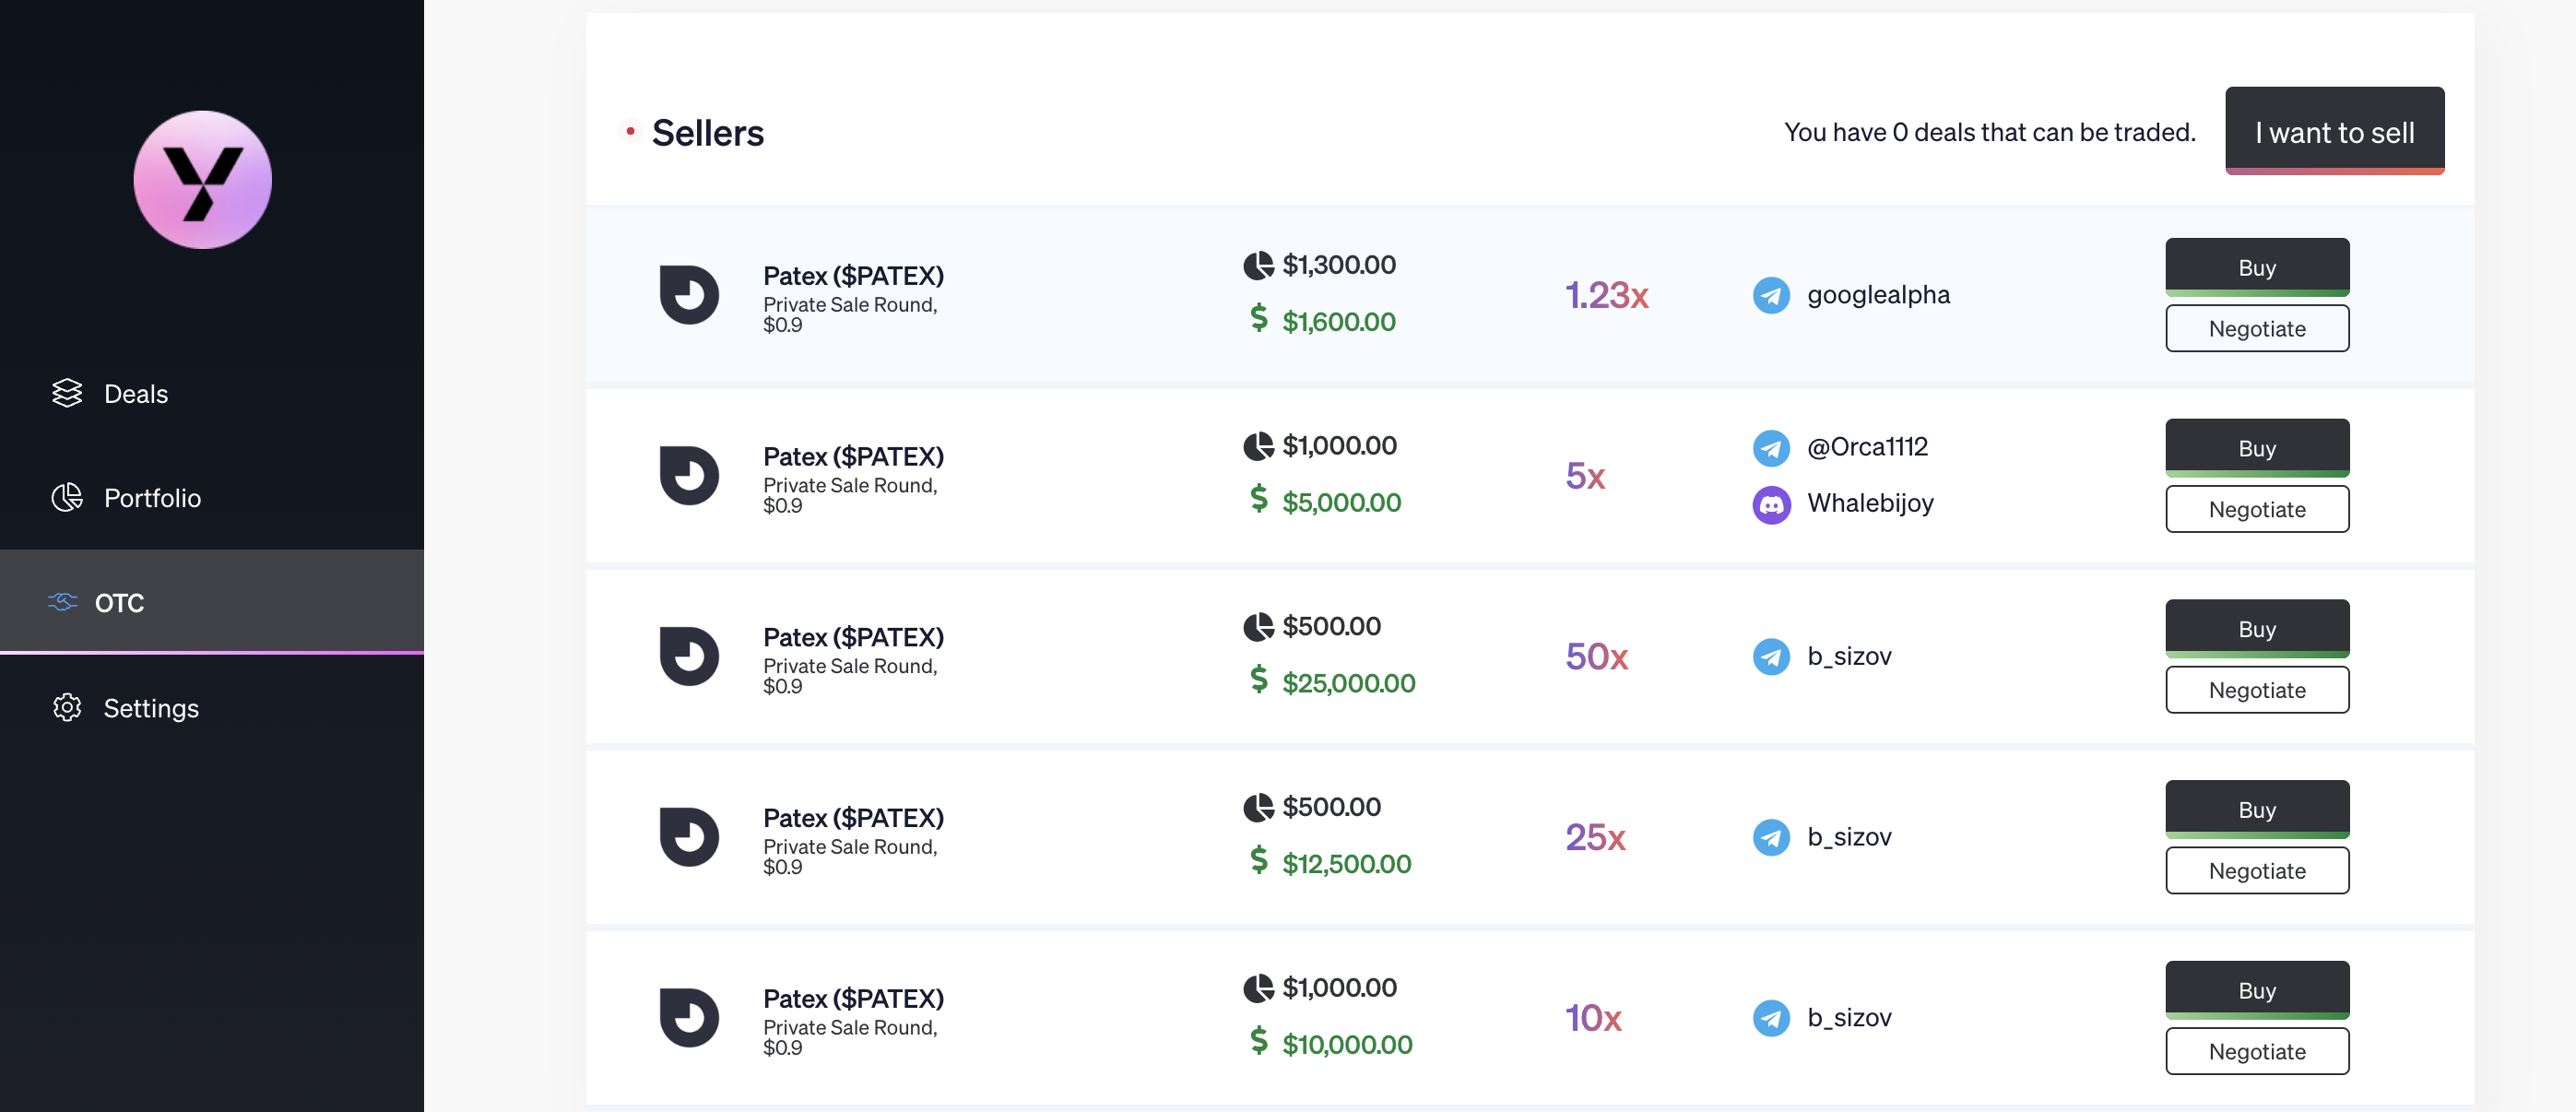 Deals
Portfolio
OTC
Settings
Sellers
You have 0 deals that can be traded.
I want to sell
Patex ($PATEX)
Private Sale Round,
$0.9
$1,300.00
$1,600.00
1.23x
googlealpha
Buy
Negotiate
Patex ($PATEX)
Private Sale Round,
$0.9
$1,000.00
$5,000.00
5x
@Orca1112
Whalebijoy
Buy
Negotiate
Patex ($PATEX)
Private Sale Round,
$0.9
$500.00
$25,000.00
50x
b_sizov
Buy
Negotiate
Patex ($PATEX)
Private Sale Round,
$0.9
$500.00
$12,500.00
25x
b_sizov
Buy
Negotiate
Patex ($PATEX)
Private Sale Round,
$0.9
$1,000.00
$10,000.00
10x
b_sizov
Buy
Negotiate